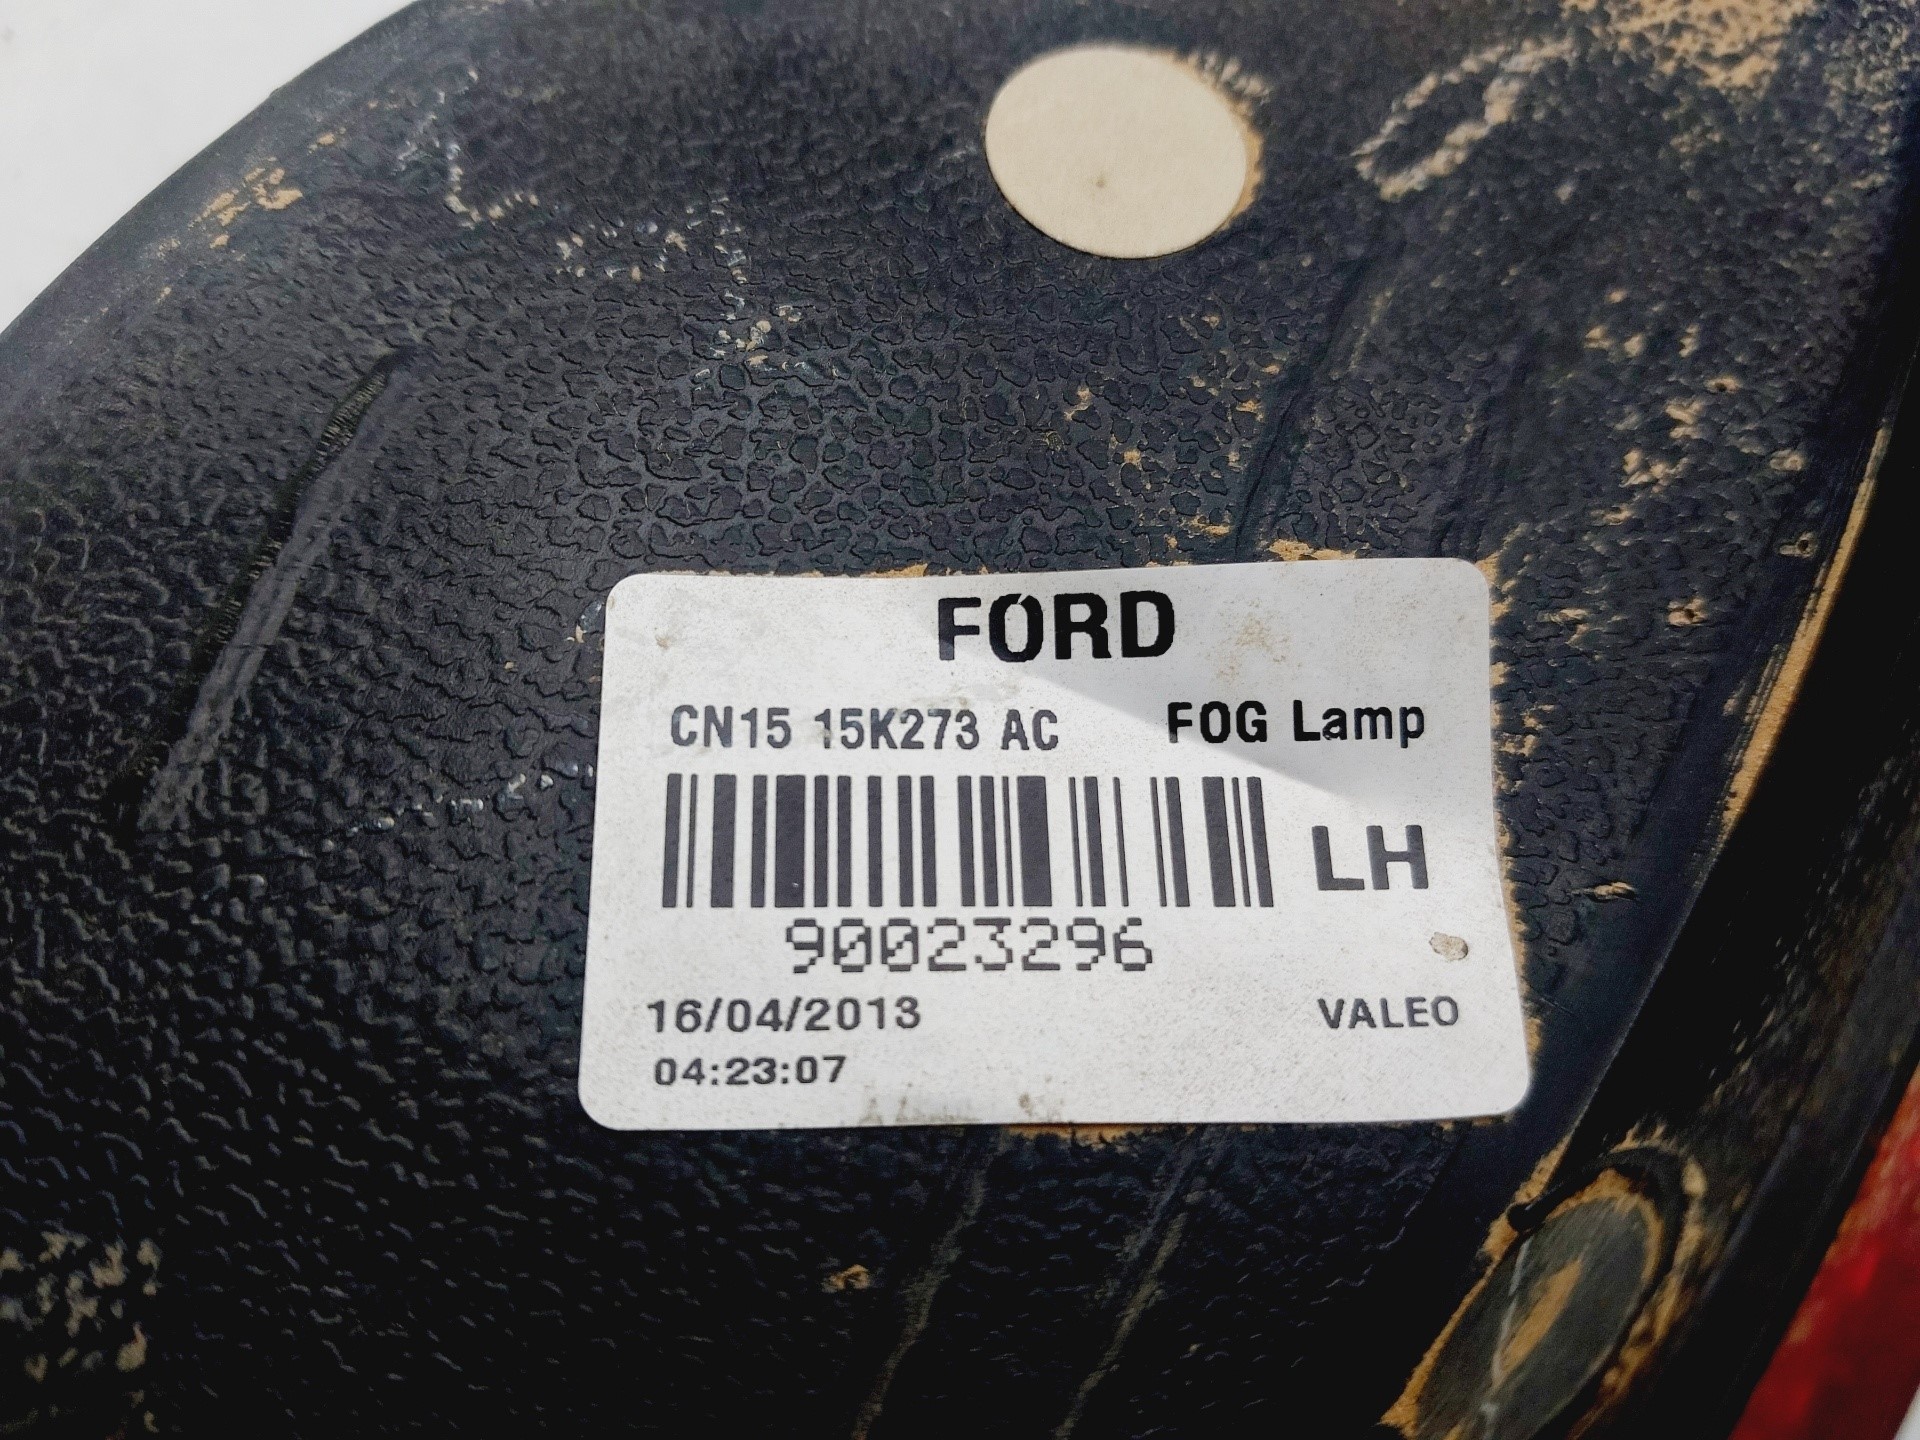 FORD
CN15 15K273 AC FOG Lamp
LH
90023296
16/04/2013 VALEO
04:23:07